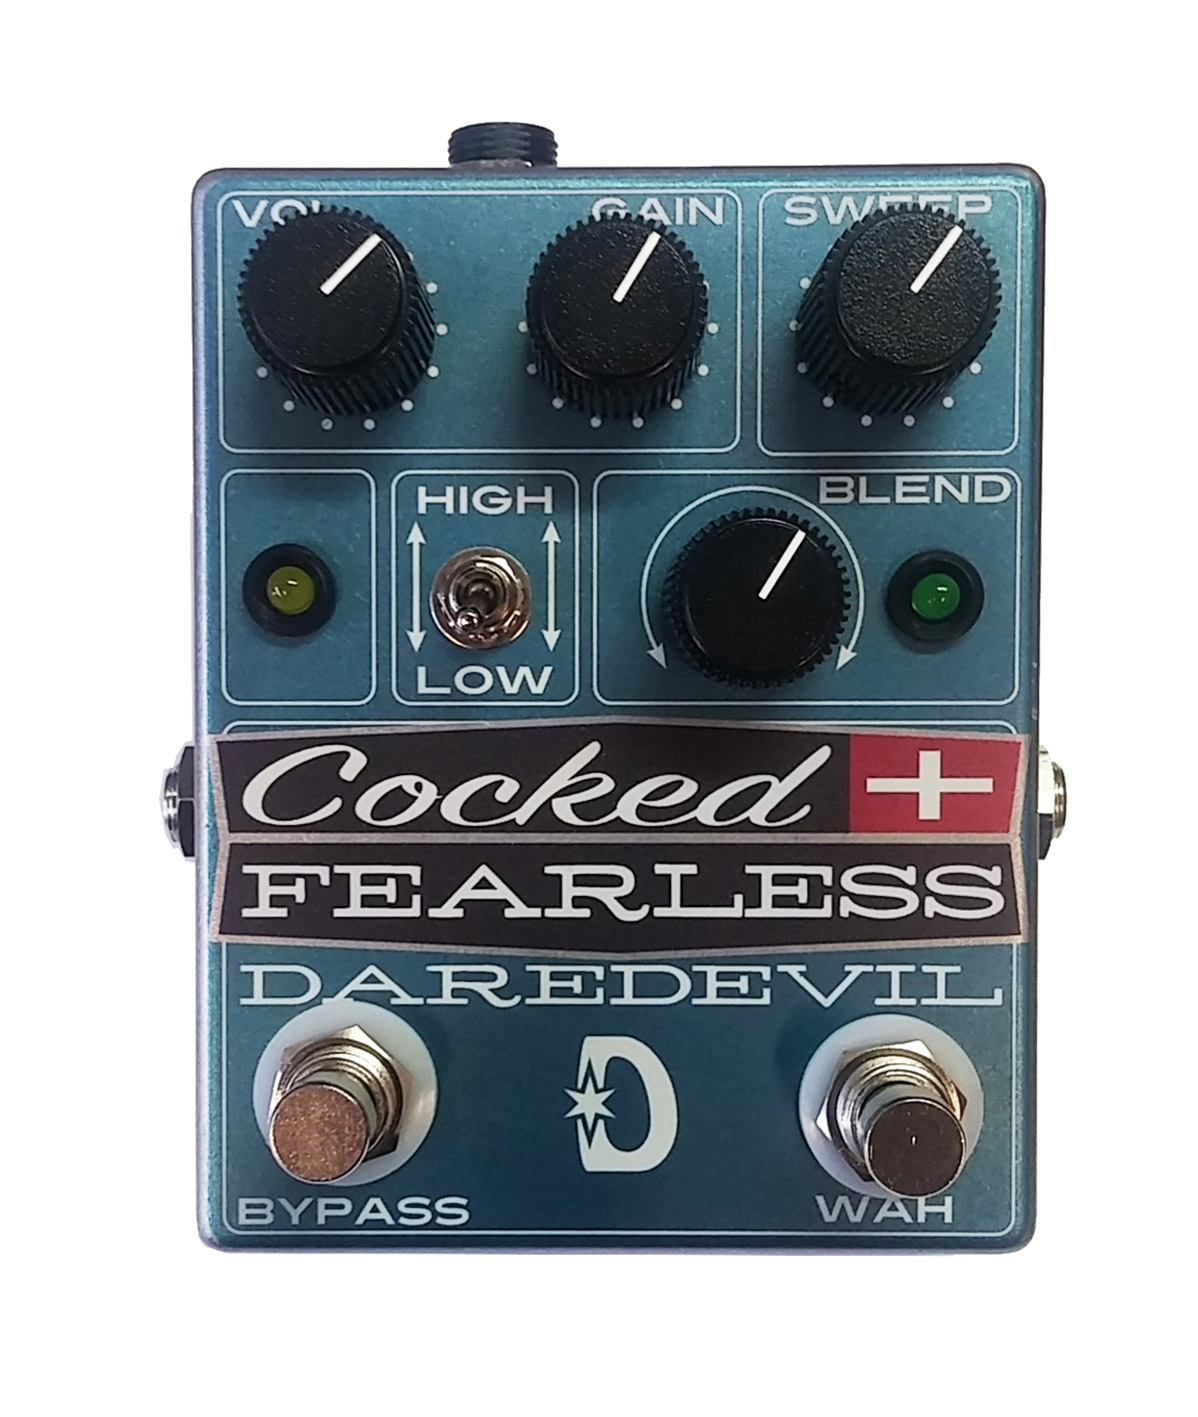 VOL GAIN SWEEP
HIGH BLEND
LOW
Cocked +
FEARLESS
DAREDEVIL
D
BYPASS WAH